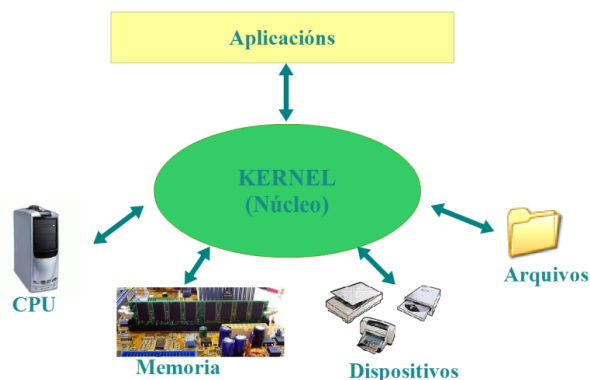 Aplicacións
KERNEL
(Núcleo)
CPU
Memoria
Dispositivos
Arquivos